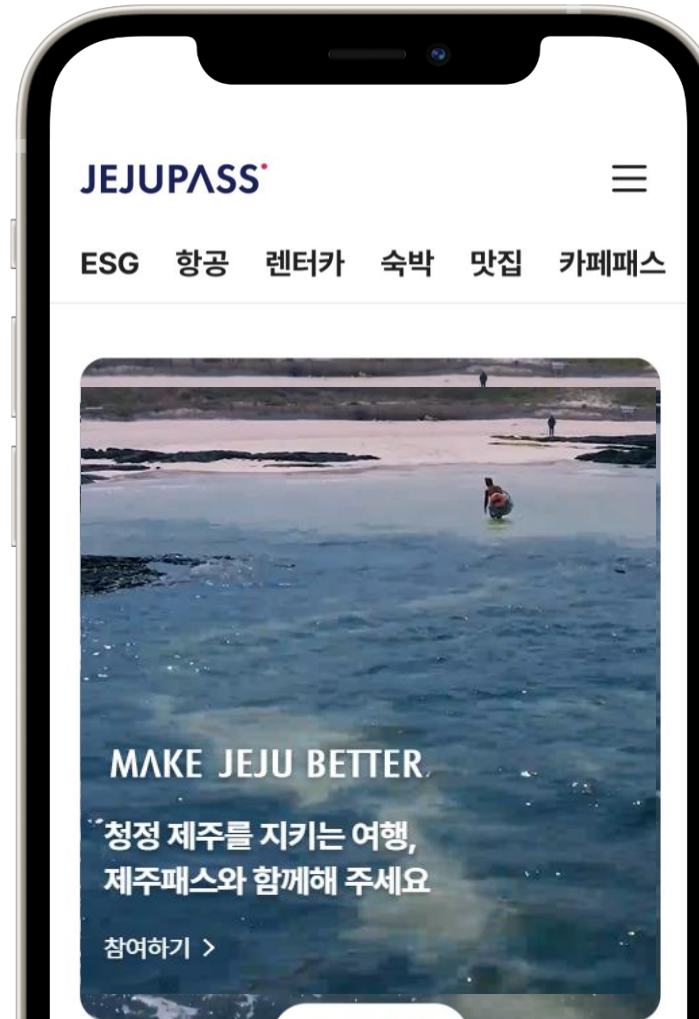 JEJUPASS
ESG 항공 렌터카 숙박 맛집 카페패스
MAKE JEJU BETTER
청정 제주를 지키는 여행,
제주패스와 함께해 주세요
참여하기 >